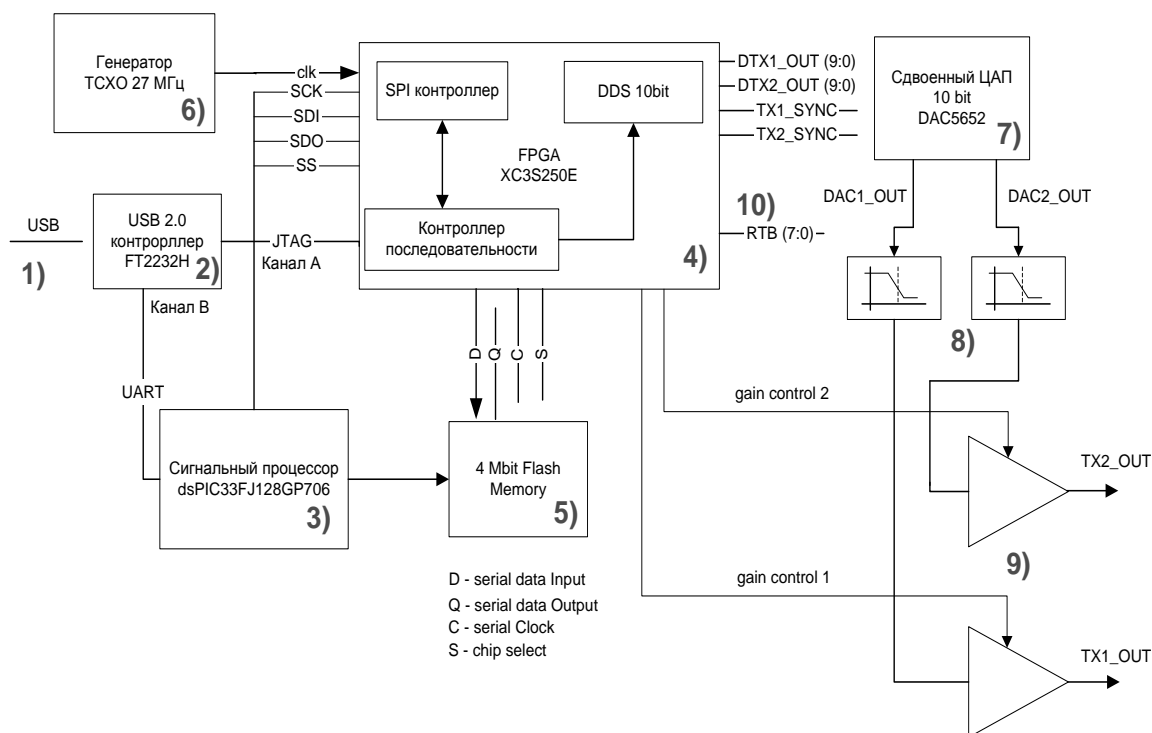 Генератор
TCXO 27 МГц
6)
clk
SCK
SDI
SDO
SS
SPI контроллер
DDS 10bit
FPGA
XC3S250E
Контроллер
последовательности
4)
DTX1_OUT (9:0)
DTX2_OUT (9:0)
TX1_SYNC
TX2_SYNC
10)
RTB (7:0)
Сдвоенный ЦАП
10 bit
DAC5652
7)
DAC1_OUT
DAC2_OUT
8)
USB
1)
USB 2.0
контрорллер
FT2232H
2)
JTAG
Канал А
Канал В
UART
D
Q
C
S
Сигнальный процессор
dsPIC33FJ128GP706
3)
4 Mbit Flash
Memory
5)
gain control 2
TX2_OUT
9)
gain control 1
TX1_OUT
D - serial data Input
Q - serial data Output
C - serial Clock
S - chip select